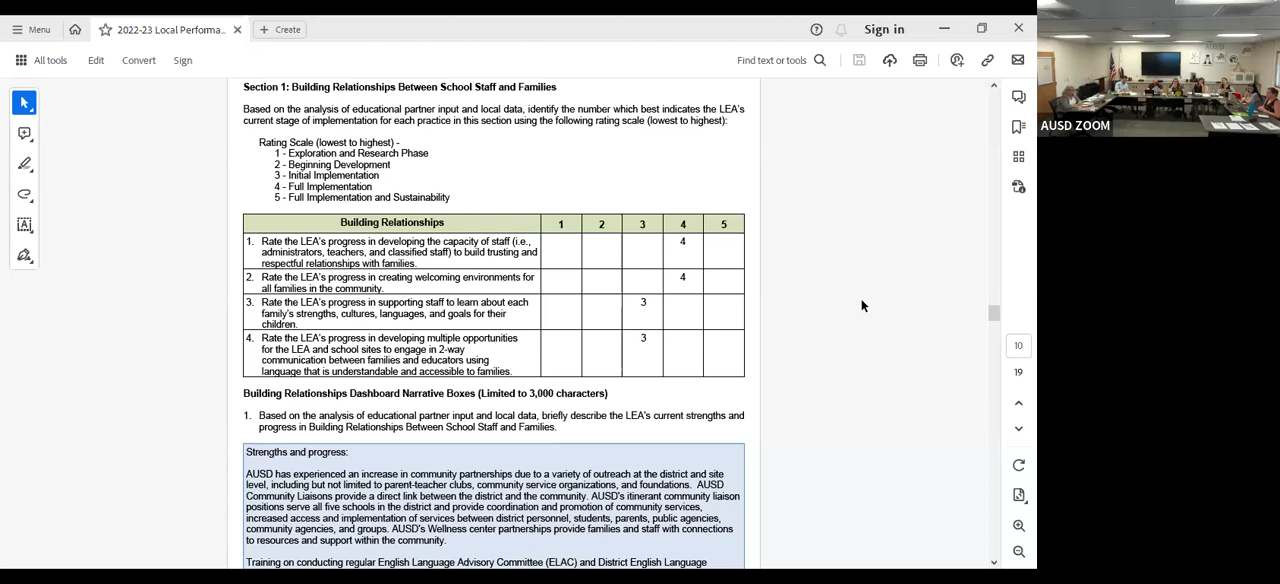 Menu
2022-23 Local Performa...
Create
Sign in
All tools
Edit
Convert
Sign
Find text or tools
Section 1: Building Relationships Between School Staff and Families
Based on the analysis of educational partner input and local data, identify the number which best indicates the LEA's
current stage of implementation for each practice in this section using the following rating scale (lowest to highest):
Rating Scale (lowest to highest) -
1 - Exploration and Research Phase
2 - Beginning Development
3 - Initial Implementation
4 - Full Implementation
5 - Full Implementation and Sustainability
Building Relationships 1 2 3 4 5
1. Rate the LEA's progress in developing the capacity of staff (i.e., 4
administrators, teachers, and classified staff) to build trusting and
respectful relationships with families.
2. Rate the LEA's progress in creating welcoming environments for 4
all families in the community.
3. Rate the LEA's progress in supporting staff to learn about each 3
family's strengths, cultures, languages, and goals for their
children.
4. Rate the LEA's progress in developing multiple opportunities 3
for the LEA and school sites to engage in 2-way
communication between families and educators using
language that is understandable and accessible to families.
Building Relationships Dashboard Narrative Boxes (Limited to 3,000 characters)
1. Based on the analysis of educational partner input and local data, briefly describe the LEA's current strengths and
progress in Building Relationships Between School Staff and Families.
Strengths and progress:
AUSD has experienced an increase in community partnerships due to a variety of outreach at the district and site
level, including but not limited to parent-teacher clubs, community service organizations, and foundations. AUSD
Community Liaisons provide a direct link between the district and the community. AUSD's itinerant community liaison
positions serve all five schools in the district and provide coordination and promotion of community services,
increased access and implementation of services between district personnel, students, parents, public agencies,
community agencies, and groups. AUSD's Wellness center partnerships provide families and staff with connections
to resources and support within the community.
Training on conducting regular English Language Advisory Committee (ELAC) and District English Language
10
19
AUSD ZOOM